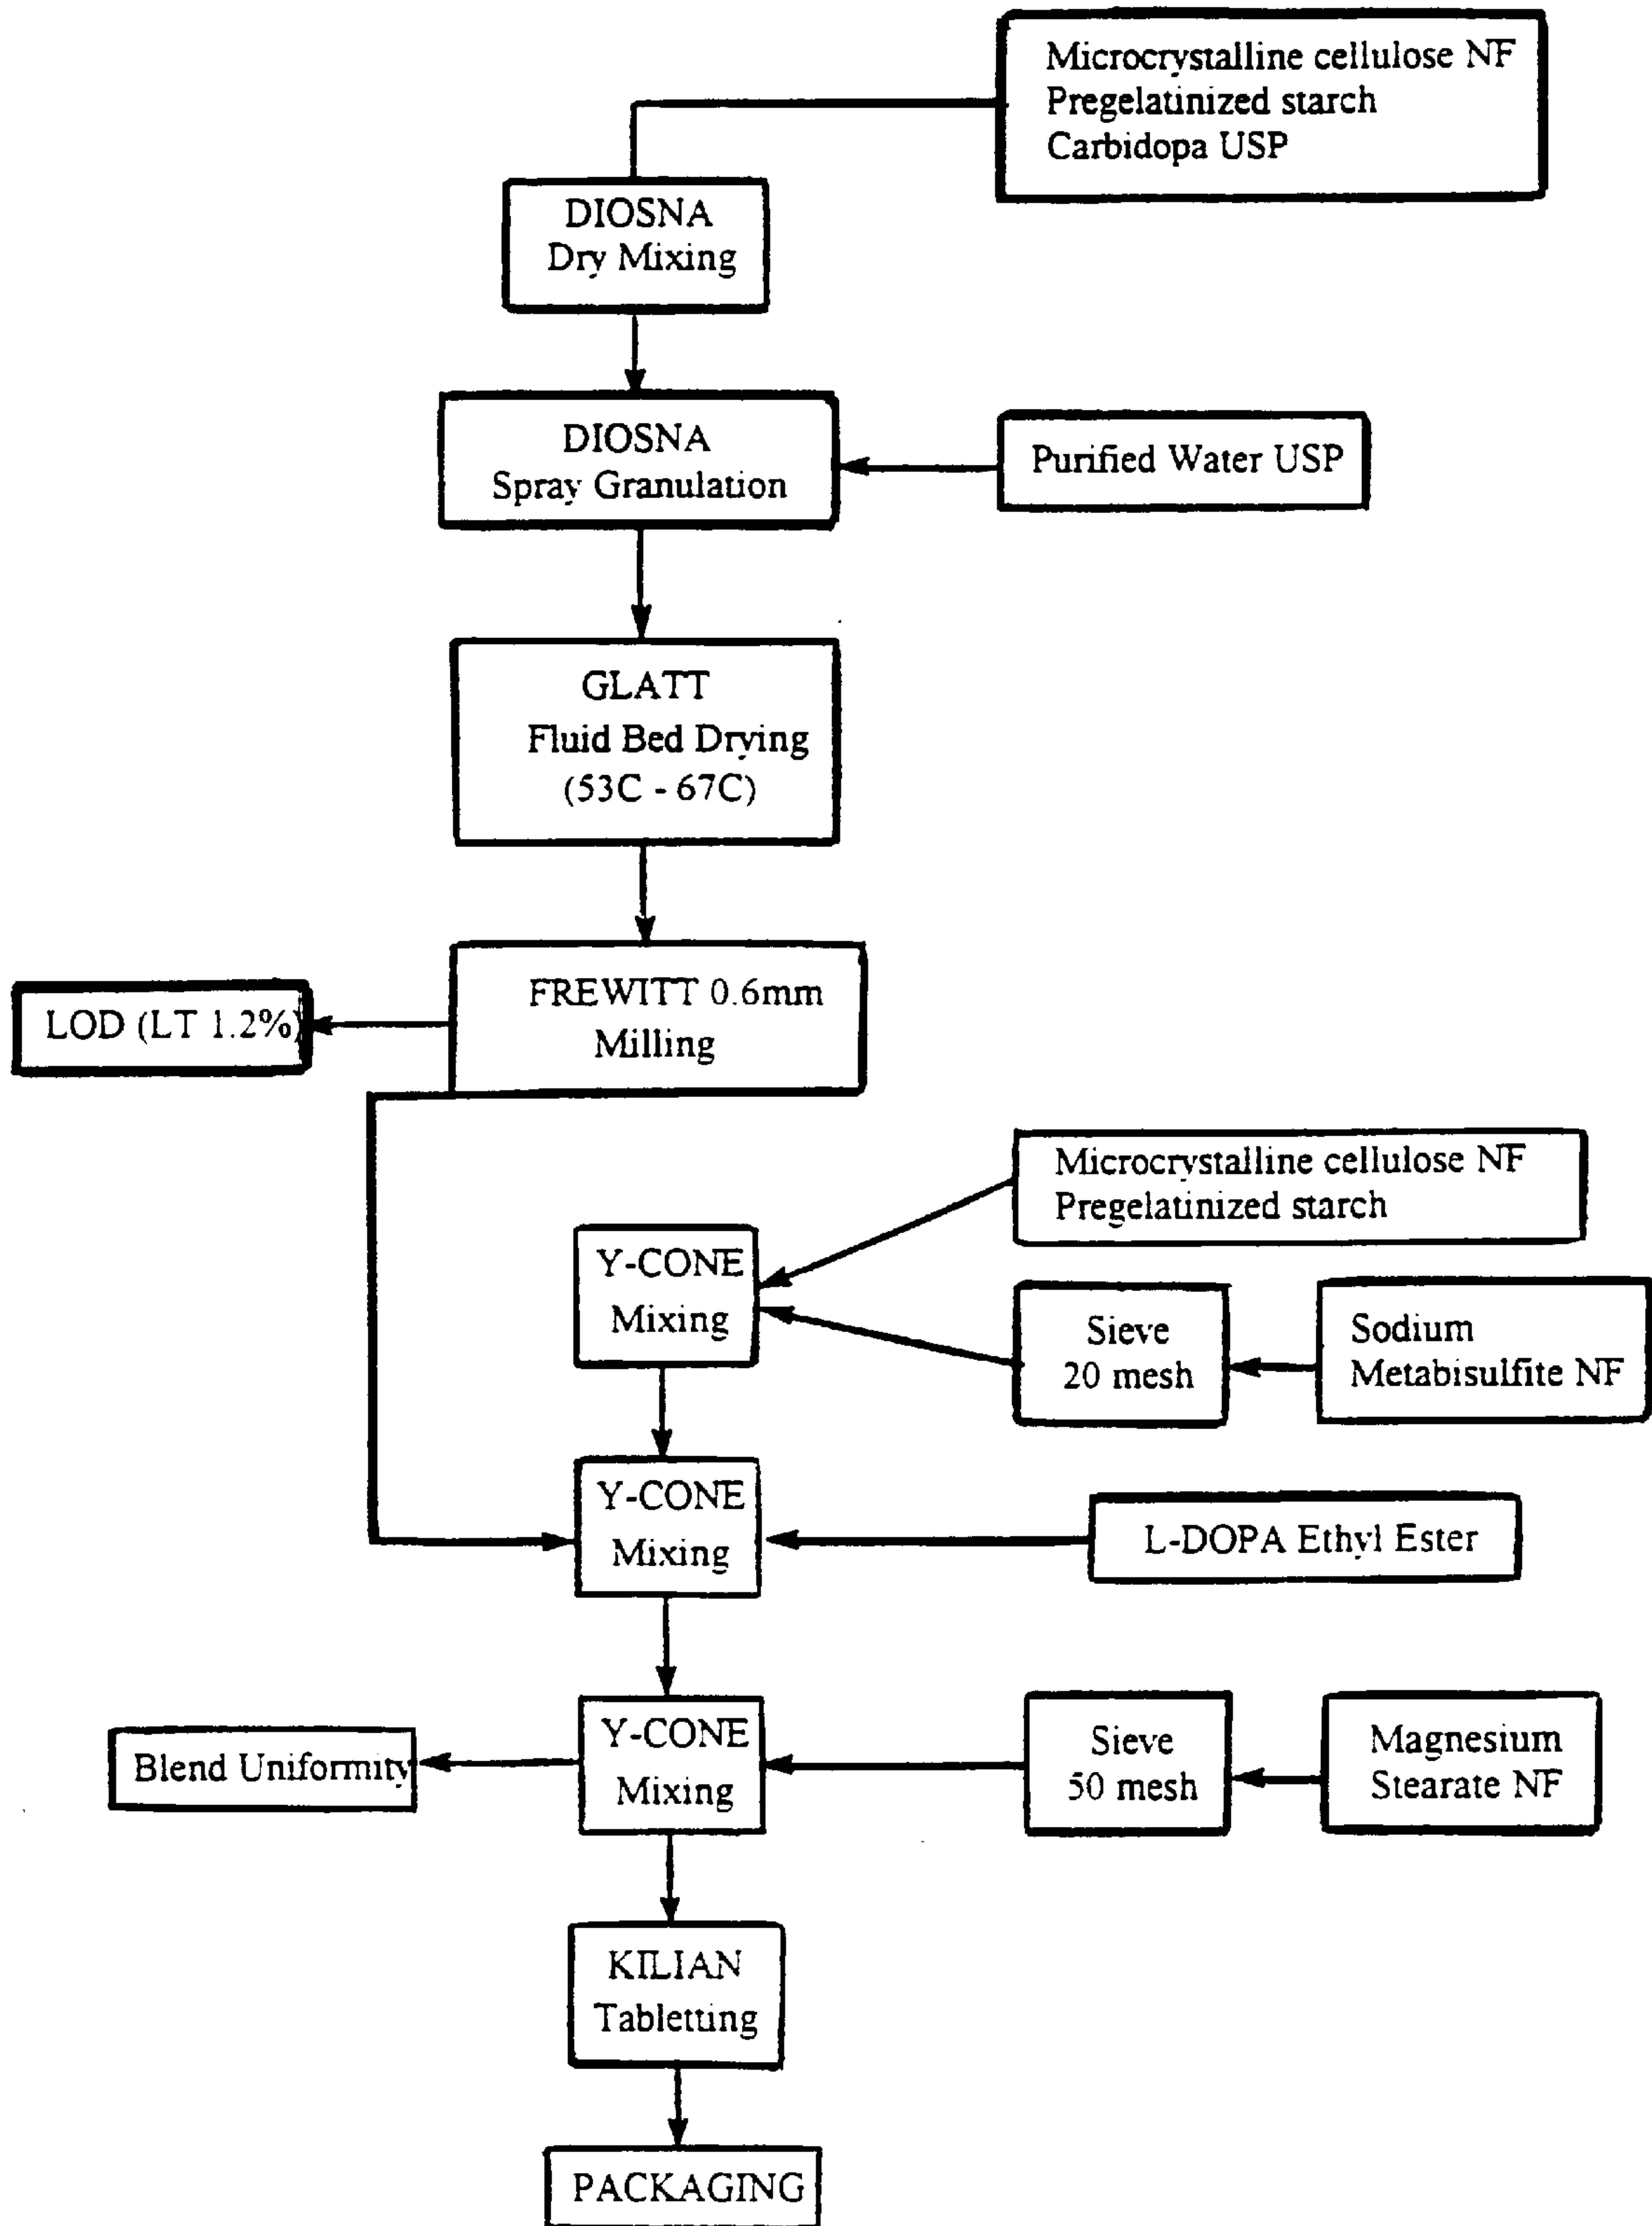 Microcrystalline cellulose NF
Pregelatinized starch
Carbidopa USP
DIOSNA
Dry Mixing
DIOSNA
Spray Granulation
Purified Water USP
GLATT
Fluid Bed Drying
(53C - 67C)
FREWITT 0.6mm
Milling
LOD (LT 1.2%)
Microcrystalline cellulose NF
Pregelatinized starch
Y-CONE
Mixing
Sieve
20 mesh
Sodium
Metabisulfite NF
Y-CONE
Mixing
L-DOPA Ethyl Ester
Y-CONE
Mixing
Blend Uniformity
Sieve
50 mesh
Magnesium
Stearate NF
KILIAN
Tabletting
PACKAGING